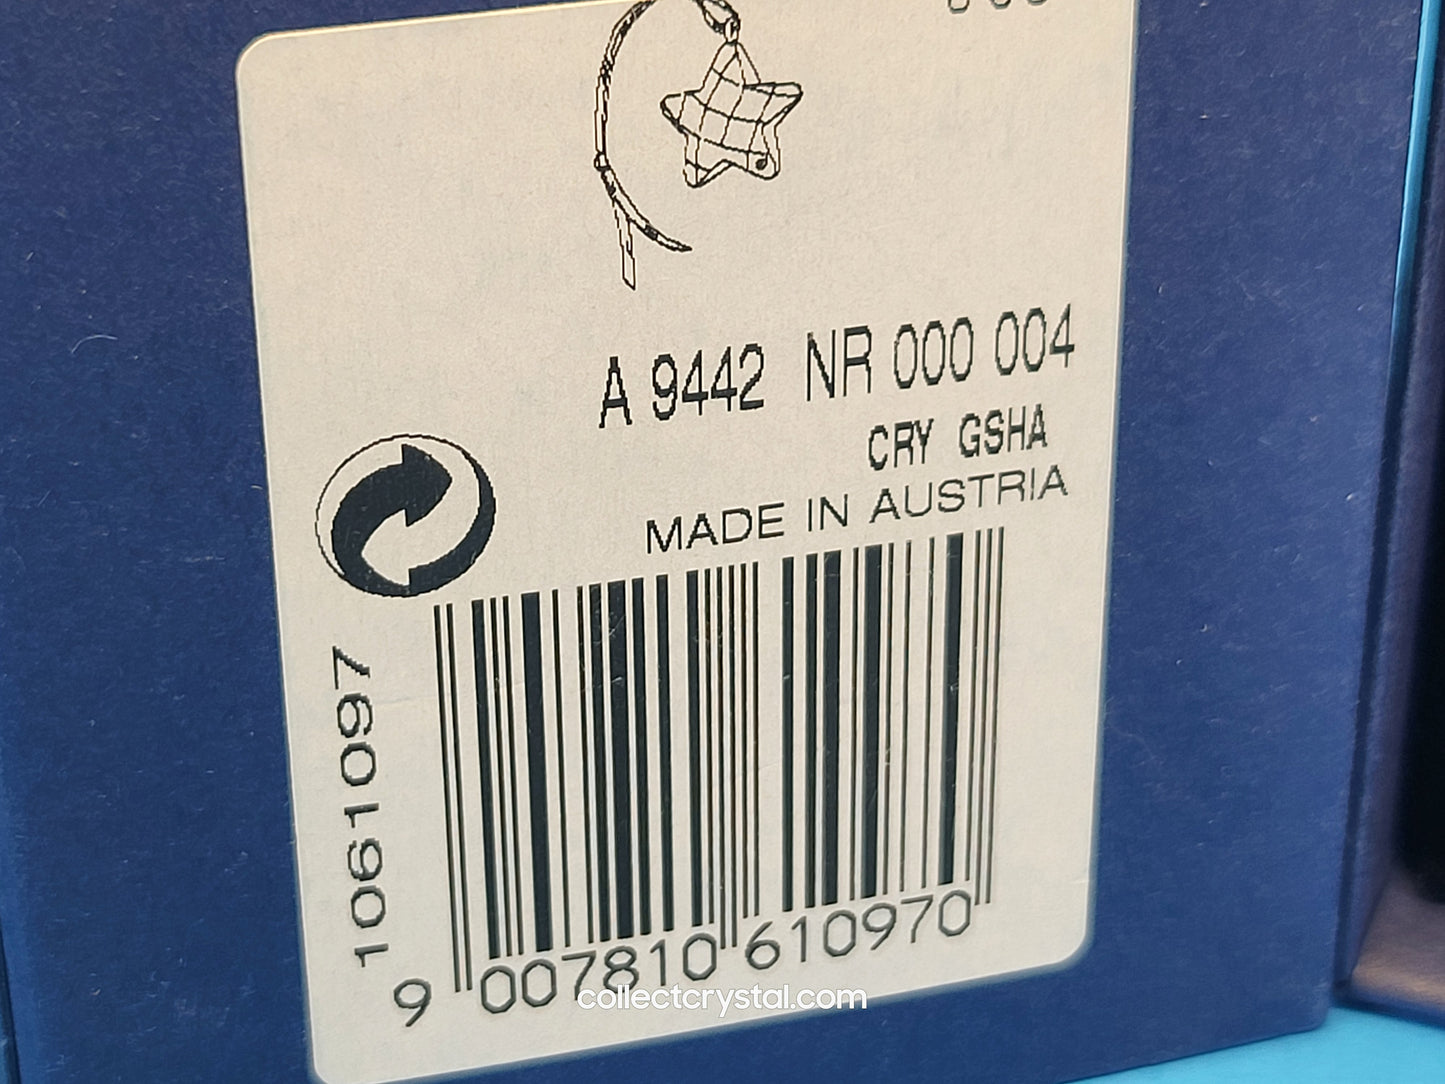 A 9442 NR 000 004
CRY GSHA
MADE IN AUSTRIA
1061097
9 007810 610970
collectcrystal.com